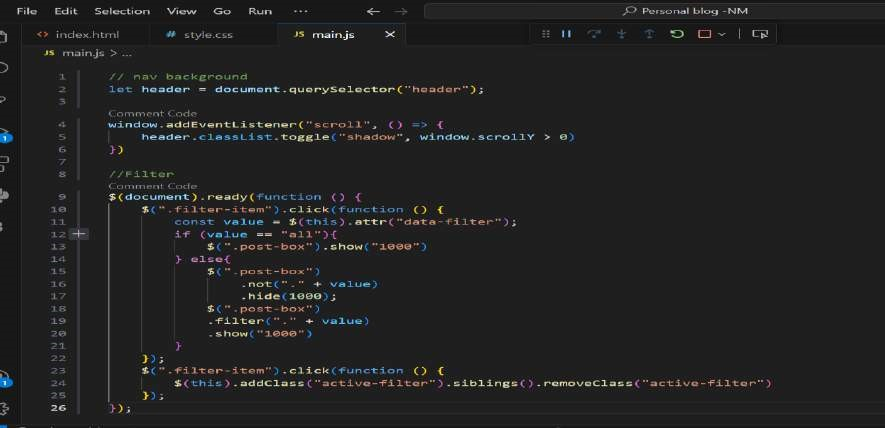 File Edit Selection View Go Run ··· ← → Personal blog -NM
<> index.html # style.css JS main.js ×
JS main.js > ...
1 // nav background
2 let header = document.querySelector("header");
3
Comment Code
4 window.addEventListener("scroll", () => {
5 header.classList.toggle("shadow", window.scrollY > 0)
6 })
7
8 //Filter
Comment Code
9 $(document).ready(function () {
10 $(".filter-item").click(function () {
11 const value = $(this).attr("data-filter");
12 if (value == "all"){
13 $(".post-box").show("1000")
14 } else{
15 $(".post-box")
16 .not("." + value)
17 .hide(1000);
18 $(".post-box")
19 .filter("." + value)
20 .show("1000")
21 }
22 });
23 $(".filter-item").click(function () {
24 $(this).addClass("active-filter").siblings().removeClass("active-filter")
25 });
26 });
1
1